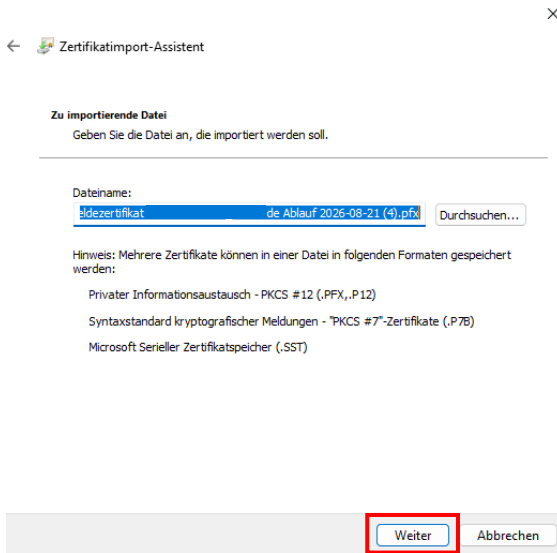 Zertifikatimport-Assistent
Zu importierende Datei
Geben Sie die Datei an, die importiert werden soll.
Dateiname:
eldezertifikat _ de Ablauf 2026-08-21 (4).pfx
Durchsuchen...
Hinweis: Mehrere Zertifikate können in einer Datei in folgenden Formaten gespeichert
werden:
Privater Informationsaustausch - PKCS #12 (.PFX,.P12)
Syntaxstandard kryptografischer Meldungen - "PKCS #7"-Zertifikate (.P7B)
Microsoft Serieller Zertifikatspeicher (.SST)
Weiter
Abbrechen